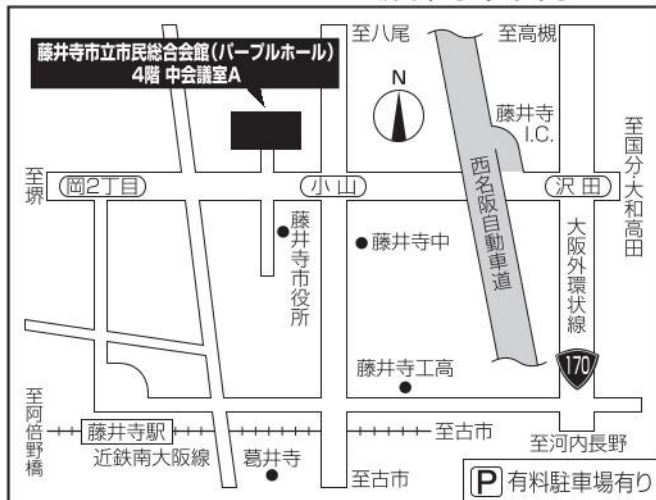 至八尾
至高槻
藤井寺市立市民総合会館(パープルホール)
4階 中会議室A
N
藤井寺
I.C.
至国分・大和高田
至堺
岡2丁目
小山
沢田
西名阪自動車道
大阪外環状線
藤井寺市役所
藤井寺中
170
藤井寺工高
至阿倍野橋
藤井寺駅
至古市
近鉄南大阪線
葛井寺
至古市
至河内長野
P 有料駐車場有り